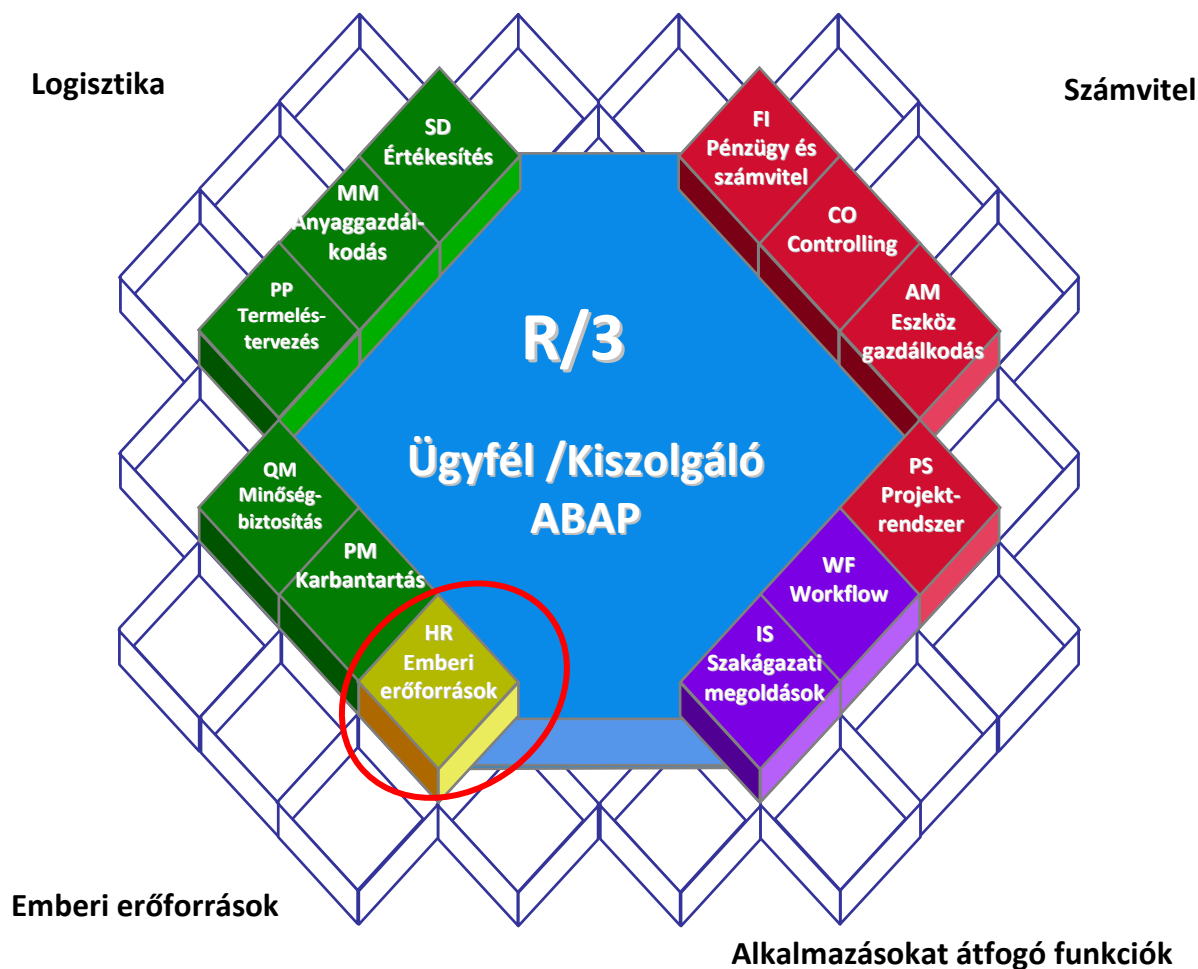 Logisztika
Számvitel
SD
Értékesítés
MM
Anyaggazdál-
kodás
PP
Termelés-
tervezés
FI
Pénzügy és
számvitel
CO
Controlling
AM
Eszköz
gazdálkodás
R/3
Ügyfél /Kiszolgáló
ABAP
QM
Minőség-
biztosítás
PM
Karbantartás
HR
Emberi
erőforrások
PS
Projekt-
rendszer
WF
Workflow
IS
Szakágazati
megoldások
Emberi erőforrások
Alkalmazásokat átfogó funkciók